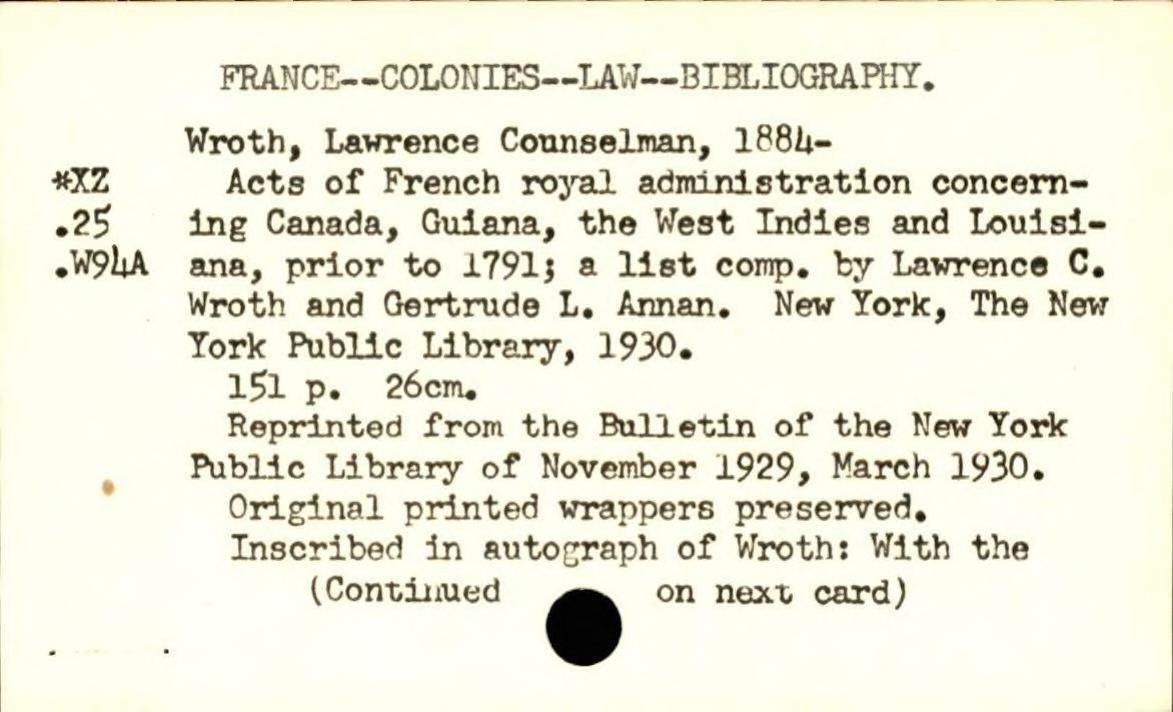 FRANCE--COLONIES--LAW--BIBLIOGRAPHY.
Wroth, Lawrence Counselman, 1884-
*XZ Acts of French royal administration concern-
.25 ing Canada, Guiana, the West Indies and Louisi-
.W94A ana, prior to 1791; a list comp. by Lawrence C.
Wroth and Gertrude L. Annan. New York, The New
York Public Library, 1930.
151 p. 26cm.
Reprinted from the Bulletin of the New York
Public Library of November 1929, March 1930.
Original printed wrappers preserved.
Inscribed in autograph of Wroth: With the
(Continued on next card)